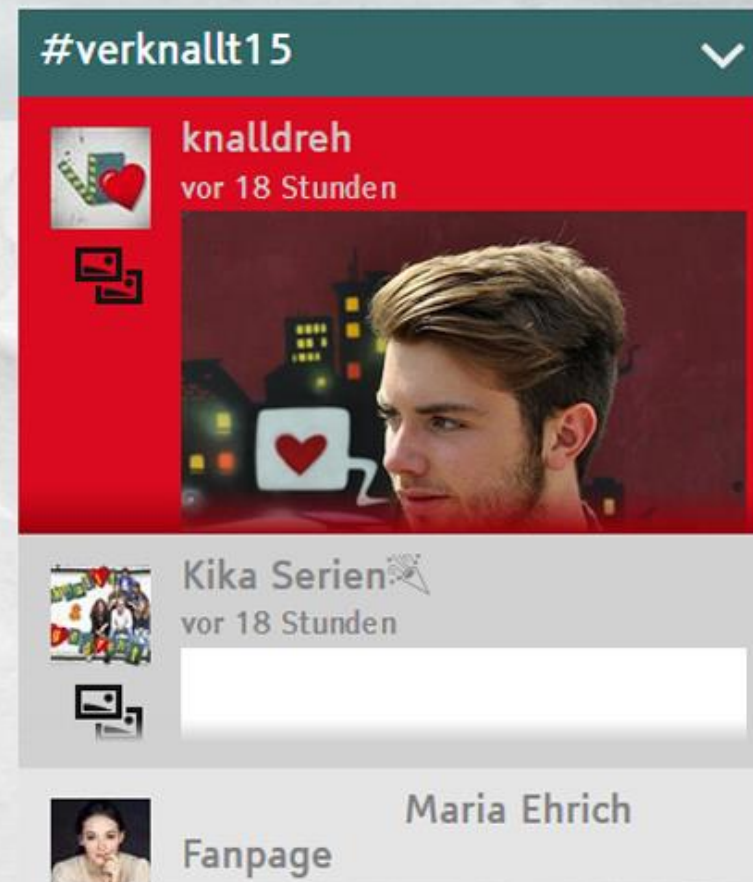 #verknallt15
knalldreh
vor 18 Stunden
Kika Serien🎉
vor 18 Stunden
Maria Ehrich
Fanpage